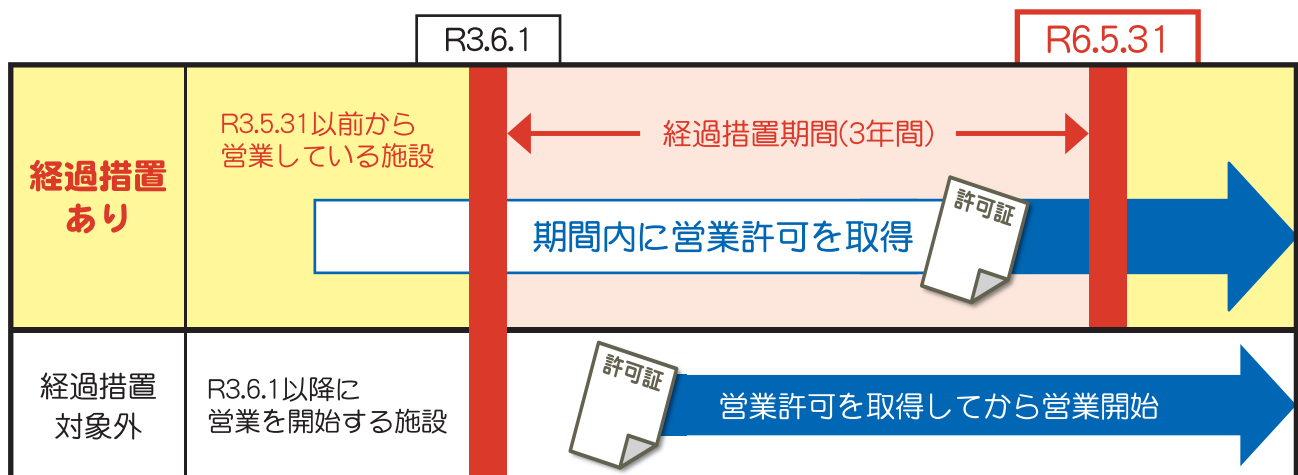 R3.6.1
R6.5.31
経過措置
あり
R3.5.31以前から
営業している施設
経過措置期間(3年間)
期間内に営業許可を取得
許可証
経過措置
対象外
R3.6.1以降に
営業を開始する施設
許可証
営業許可を取得してから営業開始